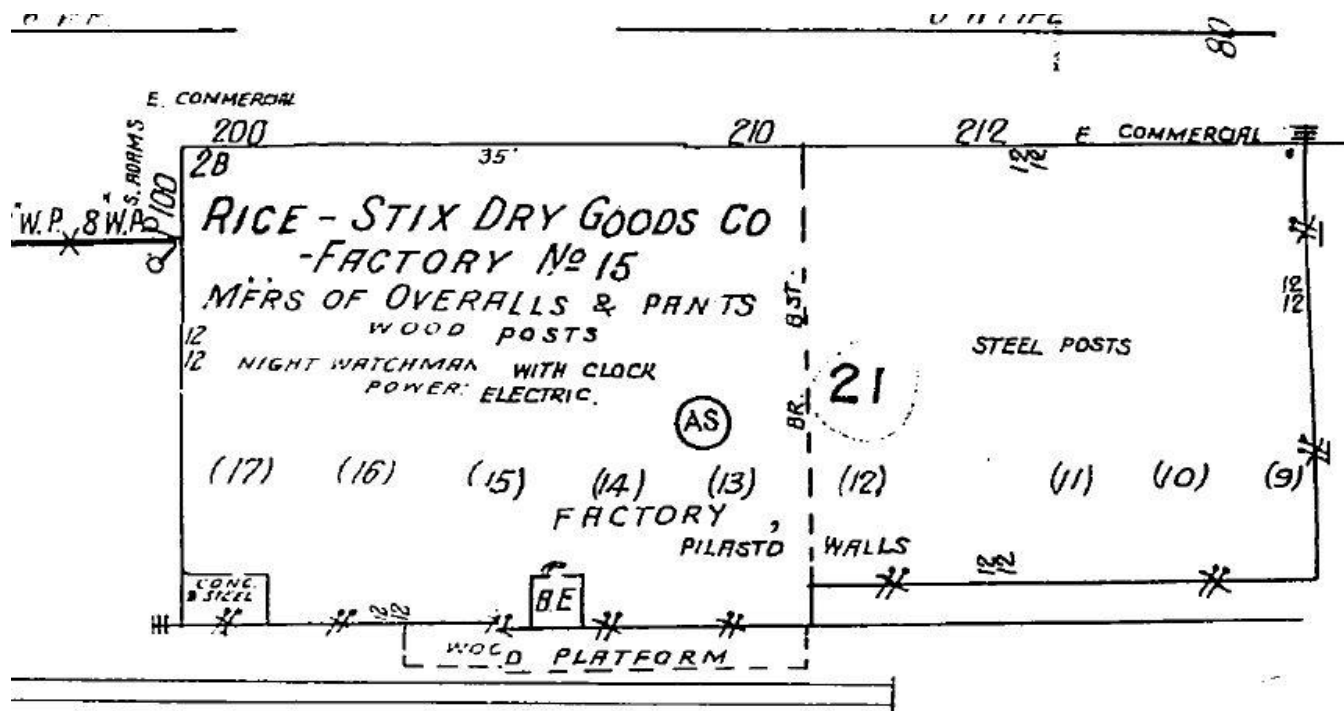 80
E. COMMERCIAL
200
210
212
E COMMERCIAL
S. ADAMS
100
2B
35'
12
12
W.P. 8" W.P.
RICE - STIX DRY GOODS CO
-FACTORY No 15
MFRS OF OVERALLS & PANTS
WOOD POSTS
12
12
NIGHT WATCHMAN WITH CLOCK
POWER: ELECTRIC.
BR. B ST.
STEEL POSTS
12
12
21
AS
(17) (16) (15) (14) (13) (12) (11) (10) (9)
FACTORY,
PILASTD WALLS
CONC.
& STEEL
12
12
B.E
12
12
WOOD PLATFORM